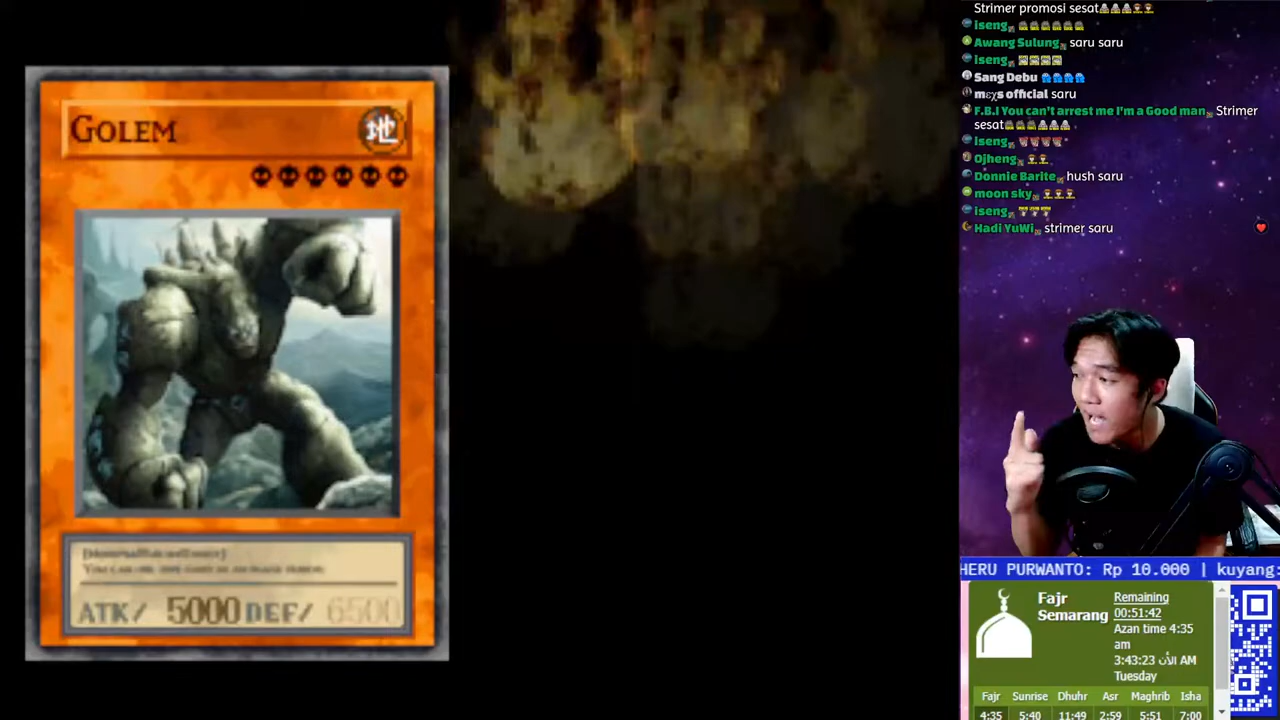 GOLEM
地
ATK/ 5000 DEF/ 6500
Strimer promosi sesat
iseng
Awang Sulung saru saru
iseng
Sang Debu
mεχs official saru
F.B.I You can't arrest me I'm a Good man Strimer
sesat
iseng
Ojheng
Donnie Barite hush saru
moon sky
iseng
Hadi YuWi strimer saru
HERU PURWANTO: Rp 10.000 | kuyang:
Fajr
Semarang
Remaining
00:51:42
Azan time 4:35
am
3:43:23 الآن AM
Tuesday
Fajr Sunrise Dhuhr Asr Maghrib Isha
4:35 5:40 11:49 2:59 5:51 7:00